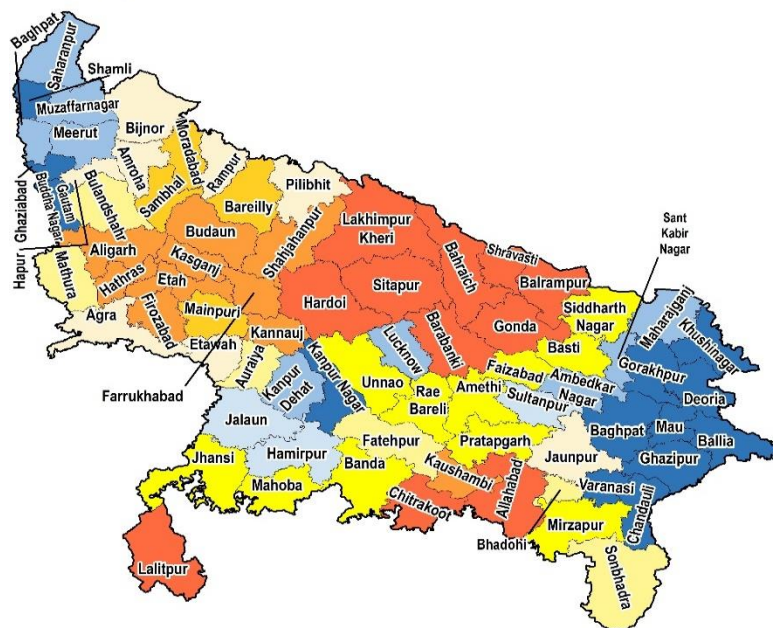 Baghpat
Saharanpur
Shamli
Muzaffarnagar
Meerut
Bijnor
Moradabad
Rampur
Amroha
Sambhal
Pilibhit
Ghaziabad
Gautam
Buddha Nagar
Bulandshahr
Bareilly
Hapur
Budaun
Shahjahanpur
Lakhimpur
Kheri
Sant
Kabir
Nagar
Aligarh
Kasganj
Mathura
Hathras
Etah
Bahraich
Shravasti
Balrampur
Sitapur
Hardoi
Agra
Firozabad
Mainpuri
Kannauj
Farrukhabad
Etawah
Auraiya
Kanpur
Dehat
Kanpur Nagar
Lucknow
Barabanki
Gonda
Siddharth
Nagar
Maharajganj
Khushinagar
Basti
Gorakhpur
Faizabad
Ambedkar
Nagar
Deoria
Unnao
Rae
Bareli
Amethi
Sultanpur
Jalaun
Hamirpur
Fatehpur
Pratapgarh
Jaunpur
Baghpat
Mau
Ballia
Ghazipur
Jhansi
Mahoba
Banda
Kaushambi
Chitrakoot
Allahabad
Varanasi
Chandauli
Bhadohi
Mirzapur
Sonbhadra
Lalitpur